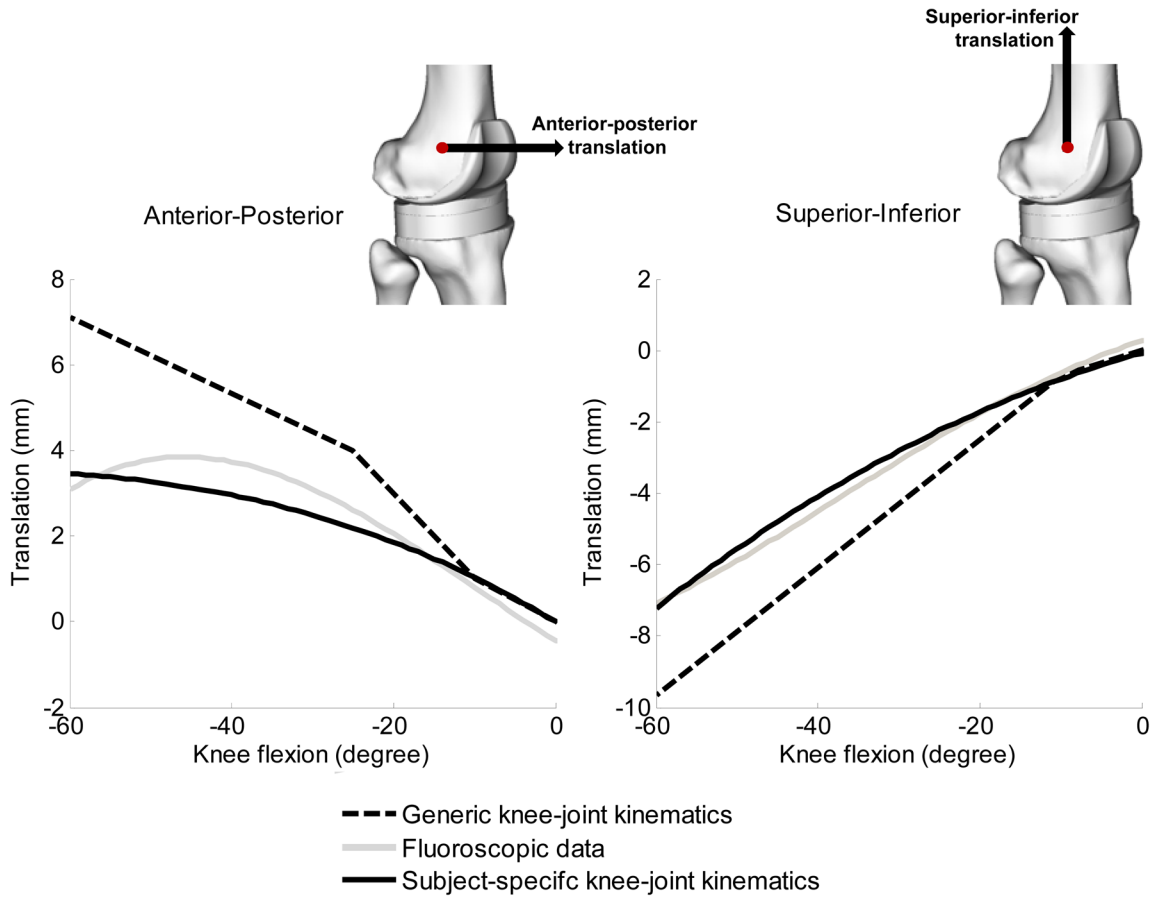 Superior-inferior
translation
Anterior-posterior
translation
Anterior-Posterior
Superior-Inferior
8
6
4
2
0
-2
-60
-40
-20
0
Translation (mm)
Knee flexion (degree)
2
0
-2
-4
-6
-8
-10
-60
-40
-20
0
Translation (mm)
Knee flexion (degree)
Generic knee-joint kinematics
Fluoroscopic data
Subject-specifc knee-joint kinematics